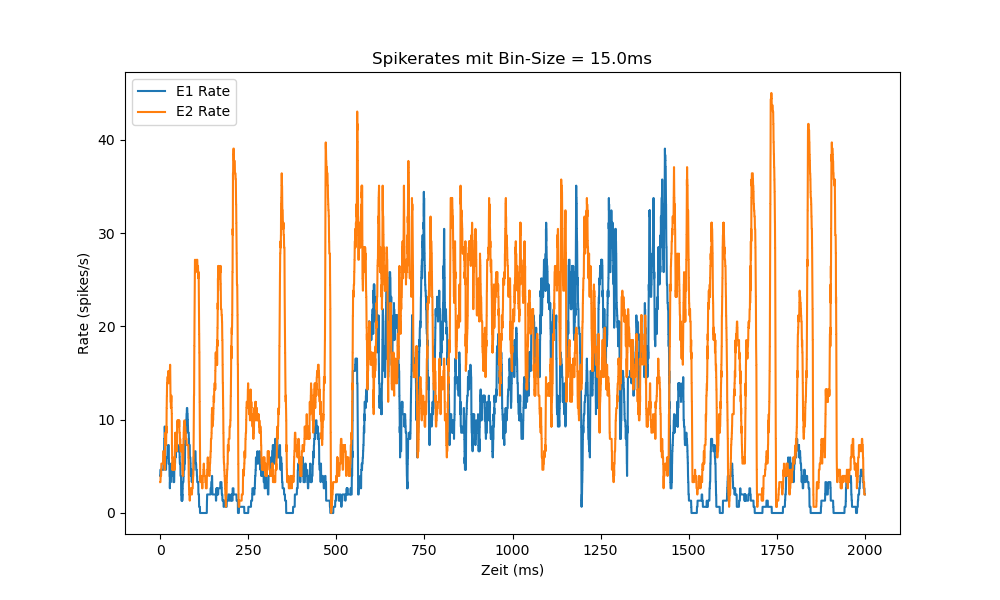 Spikerates mit Bin-Size = 15.0ms
E1 Rate
E2 Rate
Rate (spikes/s)
40
30
20
10
0
0 250 500 750 1000 1250 1500 1750 2000
Zeit (ms)